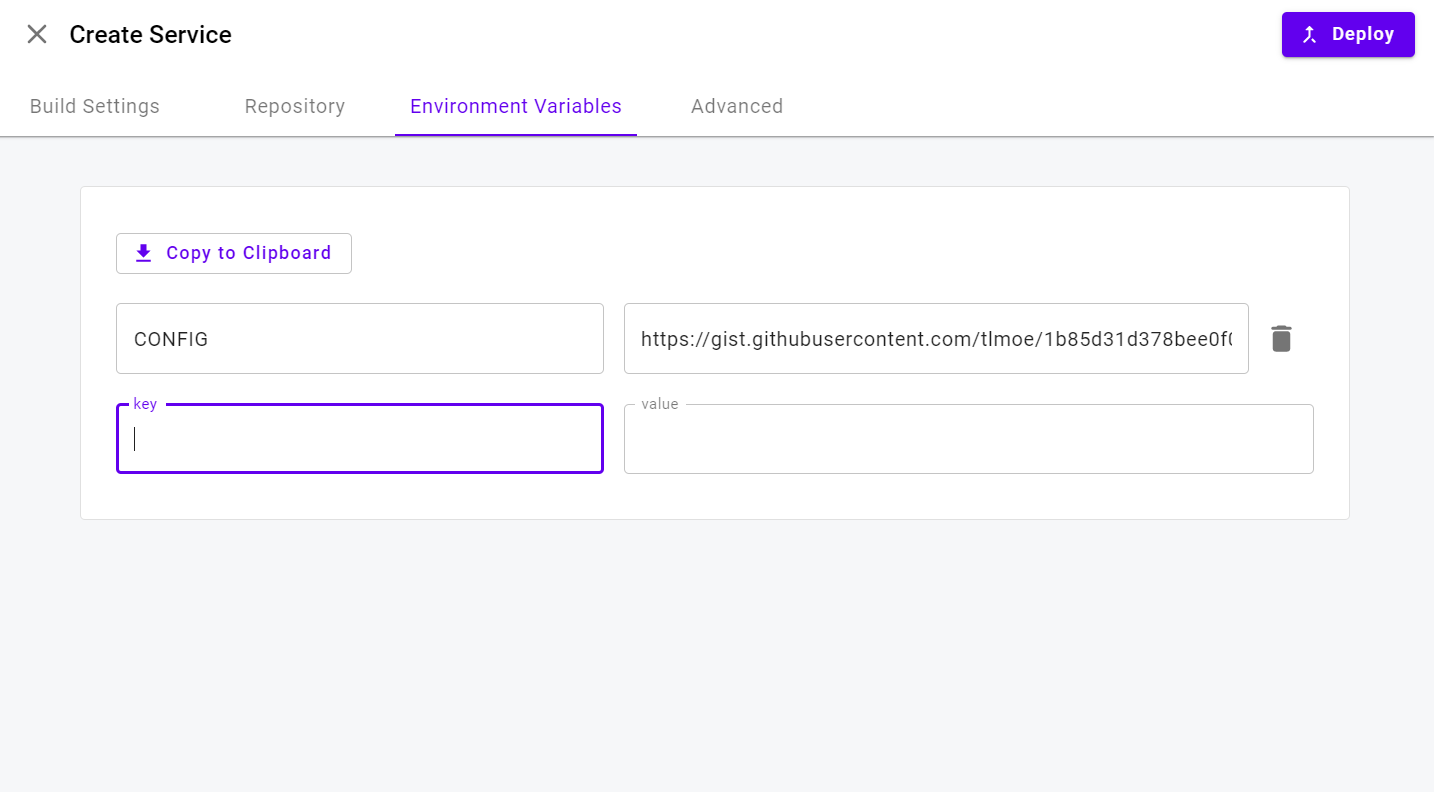 Create Service
Deploy
Build Settings
Repository
Environment Variables
Advanced
Copy to Clipboard
CONFIG
https://gist.githubusercontent.com/tlmoe/1b85d31d378bee0f
key
value